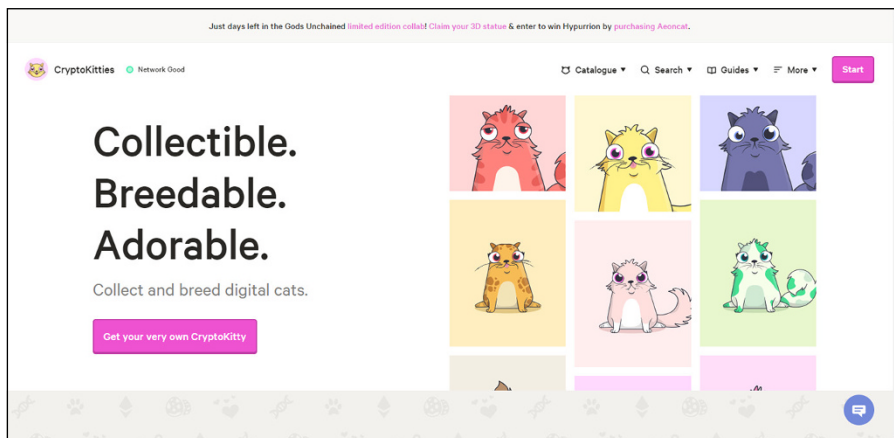 Just days left in the Gods Unchained limited edition collab! Claim your 3D statue & enter to win Hypurrion by purchasing Aeoncat.
CryptoKitties Network Good Catalogue Search Guides More Start
Collectible.
Breedable.
Adorable.
Collect and breed digital cats.
Get your very own CryptoKitty